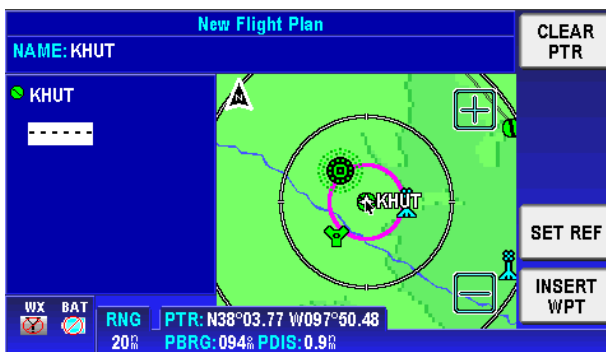 New Flight Plan
CLEAR
PTR
NAME: KHUT
KHUT
------
N
KHUT
SET REF
INSERT
WPT
WX BAT
RNG
20nm
PTR: N38°03.77 W097°50.48
PBRG: 094° PDIS: 0.9nm